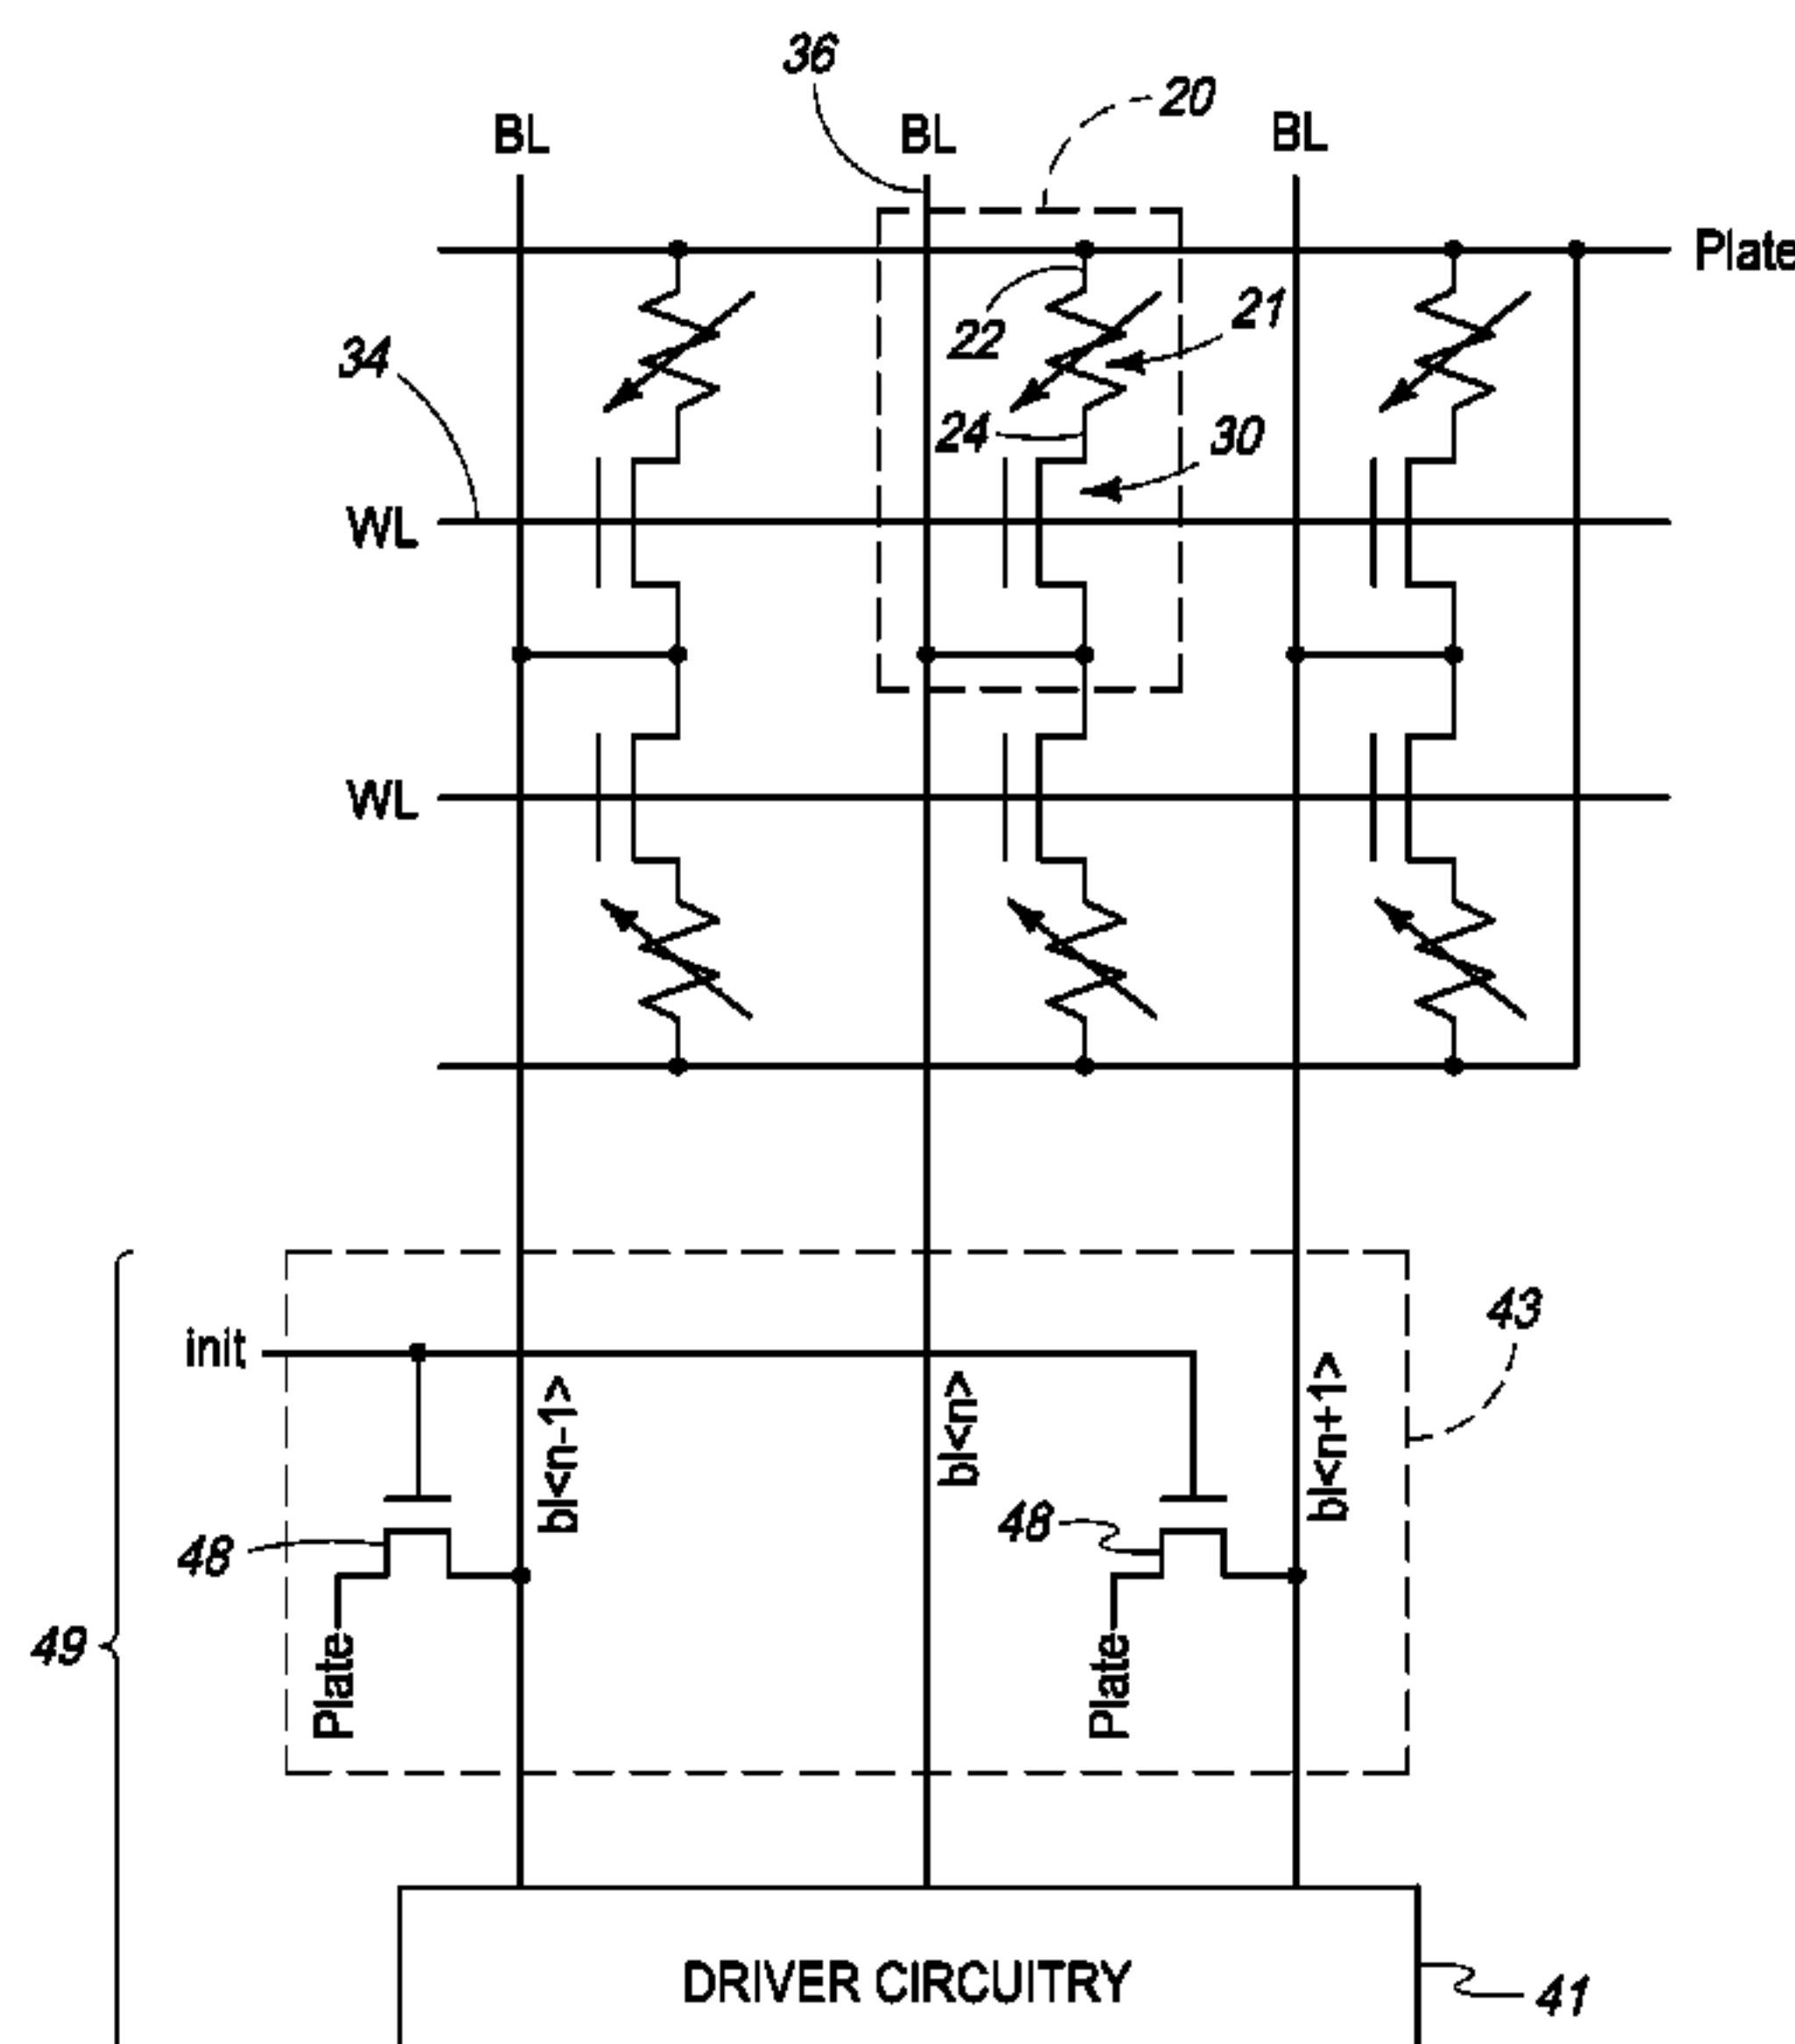 36
20
BL
BL
BL
Plate
21
22
34
24
30
WL
WL
43
init
bl<n-1>
bl<n>
bl<n+1>
48
48
49
Plate
Plate
DRIVER CIRCUITRY
41